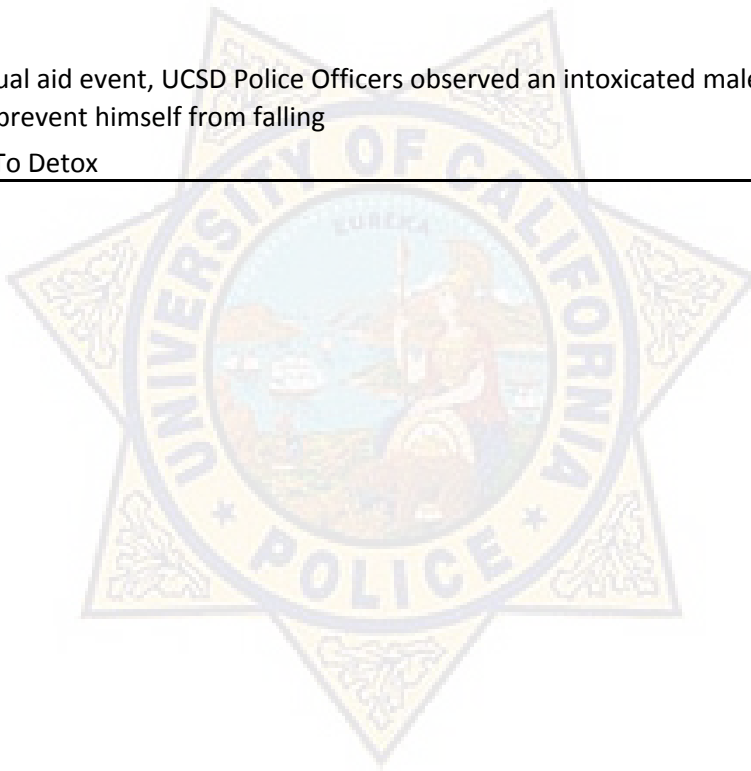 ual aid event, UCSD Police Officers observed an intoxicated male
prevent himself from falling
To Detox
EUREKA
UNIVERSITY OF CALIFORNIA
* POLICE *